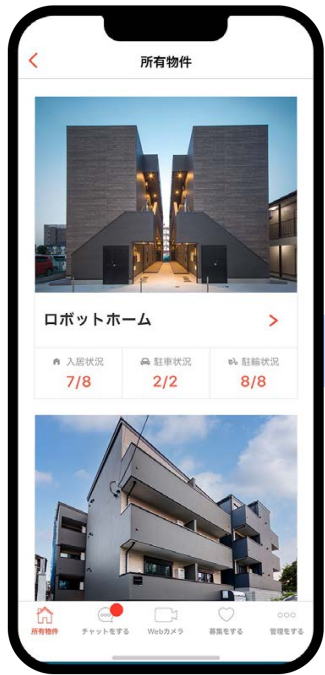 所有物件
ロボットホーム
入居状況
駐車状況
駐輪状況
7/8
2/2
8/8
所有物件
チャットをする
Webカメラ
募集をする
管理をする